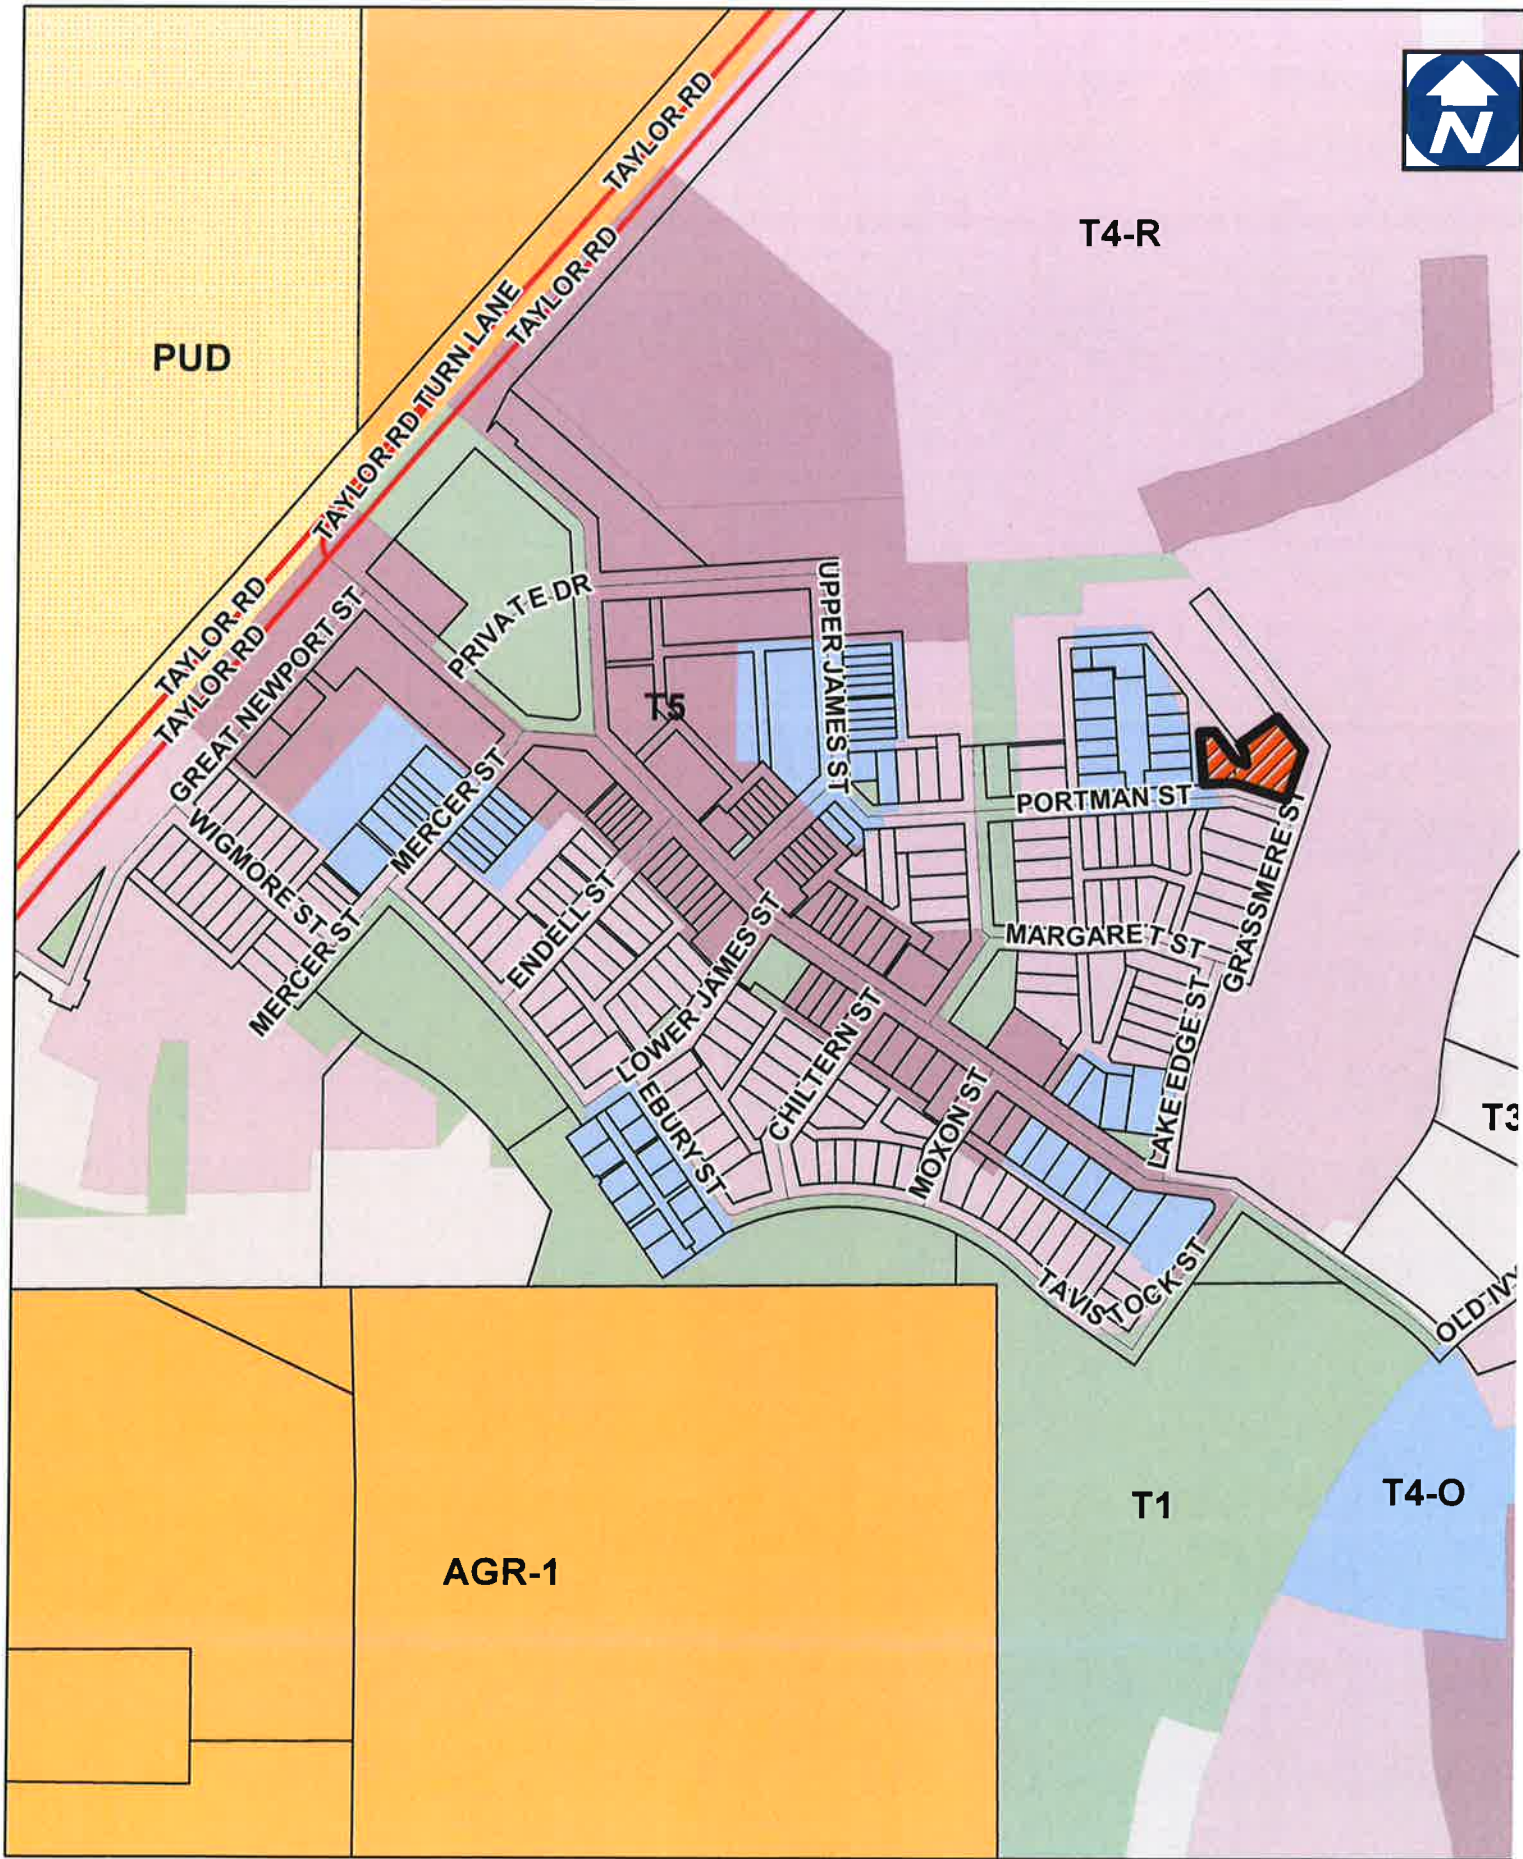 TAYLOR RD
N
T4-R
TAYLOR RD
TAYLOR RD TURN LANE
PUD
TAYLOR RD
TAYLOR RD
GREAT NEWPORT ST
PRIVATE DR
UPPER JAMES ST
T5
PORTMAN ST
MERCER ST
WIGMORE ST
GRASSMERE ST
ENDELL ST
MERCER ST
LOWER JAMES ST
MARGARET ST
CHILTERN ST
LAKE EDGE ST
EBURY ST
MOXON ST
T3
TAVISTOCK ST
OLD IV
T1
T4-O
AGR-1